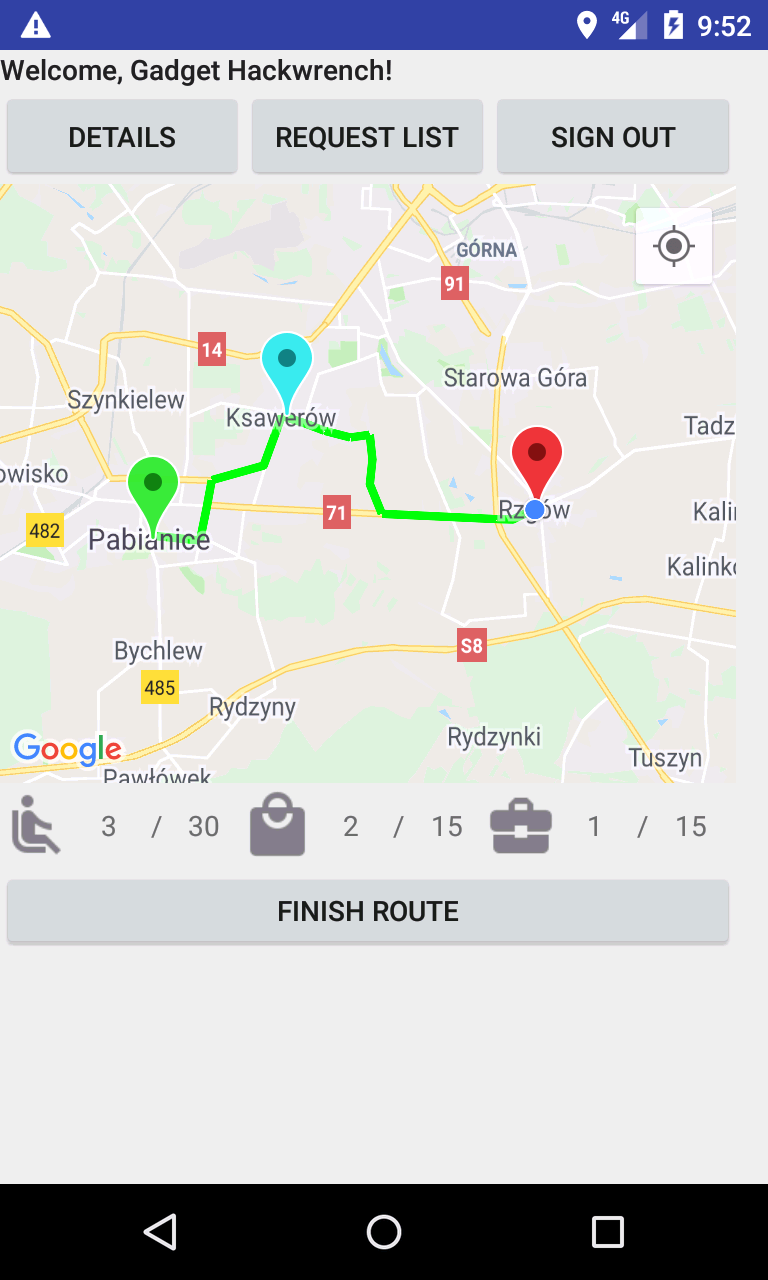 4G 9:52
Welcome, Gadget Hackwrench!
DETAILS REQUEST LIST SIGN OUT
GÓRNA
91
14
Starowa Góra
Szynkielew
Ksawerów
Tadz
owisko
Rzgów
71
Kalin
482
Pabianice
Kalinko
S8
Bychlew
485
Rydzyny
Rydzynki
Google
Tuszyn
Pawłówek
3 / 30 2 / 15 1 / 15
FINISH ROUTE